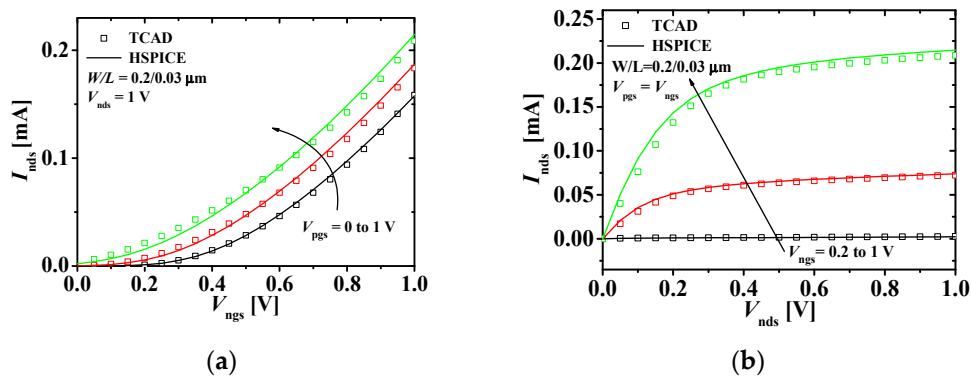 TCAD
HSPICE
W/L = 0.2/0.03 μm
Vnds = 1 V
Vpgs = 0 to 1 V
Inds [mA]
0.2
0.1
0.0
0.0 0.2 0.4 0.6 0.8 1.0
Vngs [V]
(a)
TCAD
HSPICE
W/L=0.2/0.03 μm
Vpgs = Vngs
Vngs = 0.2 to 1 V
Inds [mA]
0.20
0.15
0.10
0.05
0.00
0.0 0.2 0.4 0.6 0.8 1.0
Vnds [V]
(b)